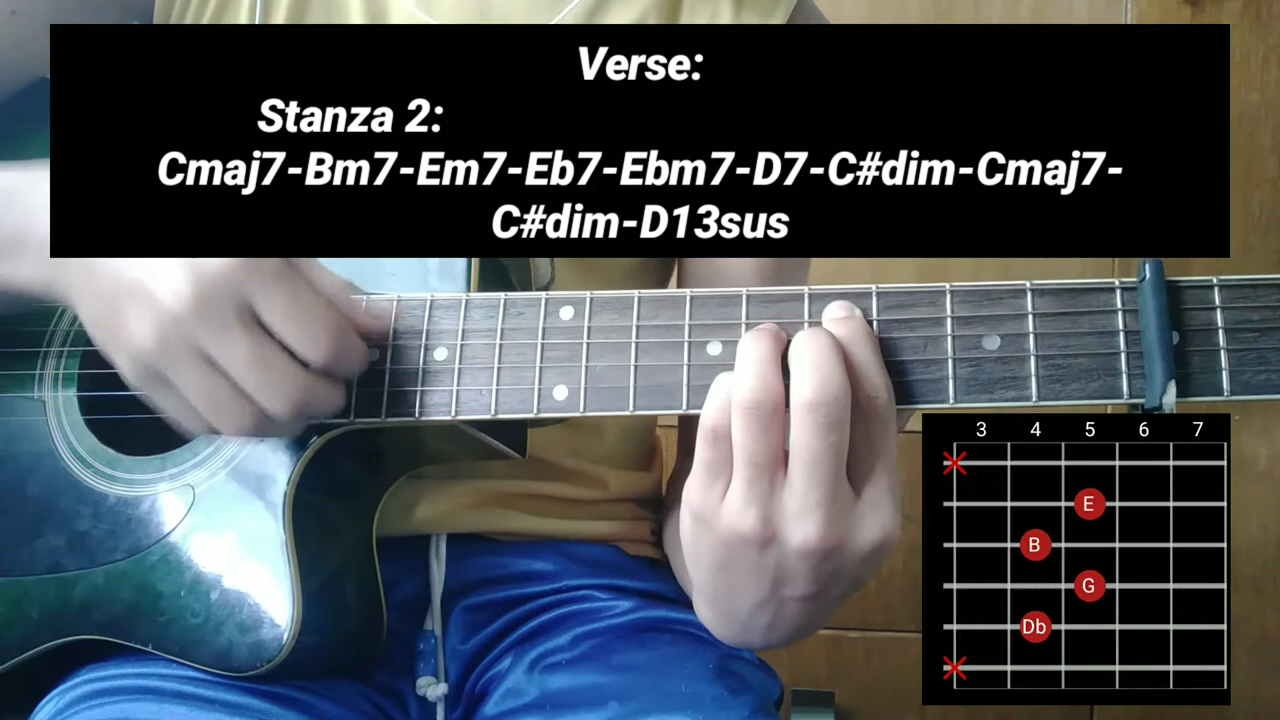 Verse:
Stanza 2:
Cmaj7-Bm7-Em7-Eb7-Ebm7-D7-C#dim-Cmaj7-
C#dim-D13sus
3 4 5 6 7
E
B
G
Db